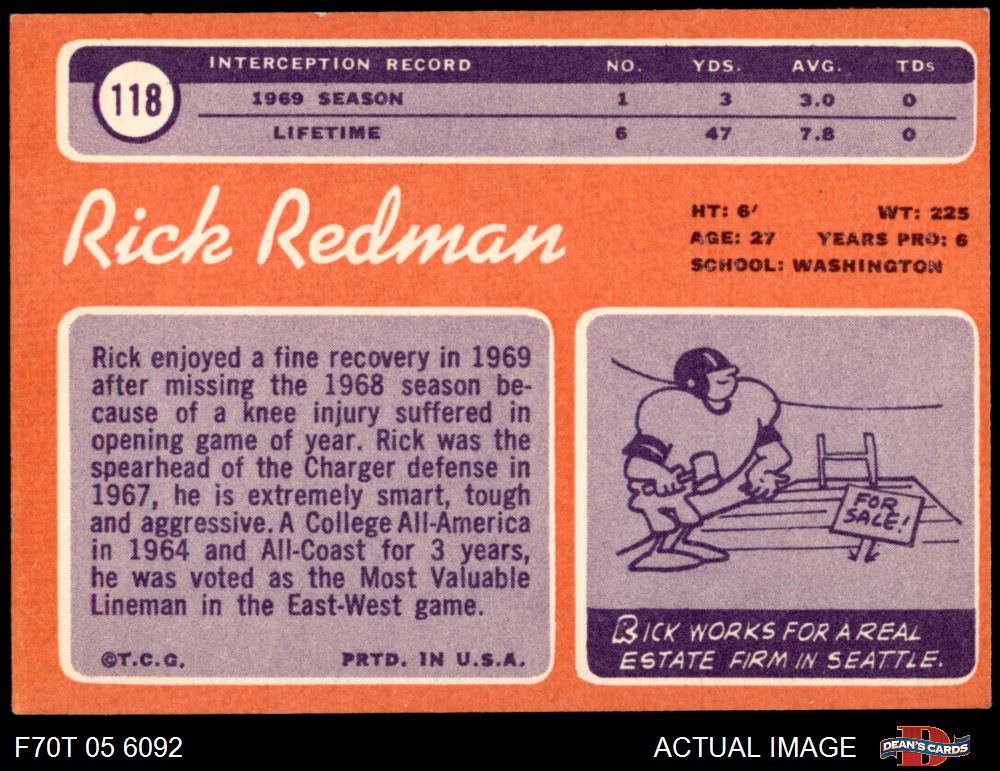 118
INTERCEPTION RECORD NO. YDS. AVG. TDs
1969 SEASON 1 3 3.0 0
LIFETIME 6 47 7.8 0
Rick Redman
HT: 6' WT: 225
AGE: 27 YEARS PRO: 6
SCHOOL: WASHINGTON
Rick enjoyed a fine recovery in 1969
after missing the 1968 season be-
cause of a knee injury suffered in
opening game of year. Rick was the
spearhead of the Charger defense in
1967, he is extremely smart, tough
and aggressive. A College All-America
in 1964 and All-Coast for 3 years,
he was voted as the Most Valuable
Lineman in the East-West game.
©T.C.G. PRTD. IN U.S.A.
FOR
SALE!
RICK WORKS FOR A REAL
ESTATE FIRM IN SEATTLE.
F70T 05 6092 ACTUAL IMAGE
D
DEAN'S CARDS